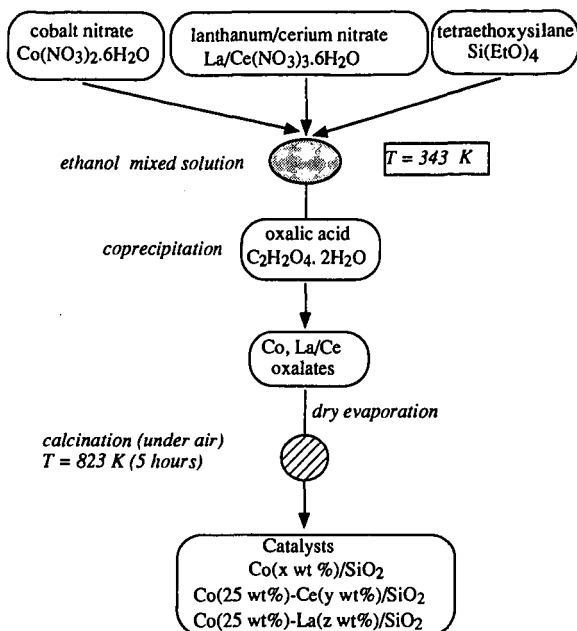 cobalt nitrate
Co(NO3)2.6H2O
lanthanum/cerium nitrate
La/Ce(NO3)3.6H2O
tetraethoxysilane
Si(EtO)4
ethanol mixed solution
T = 343 K
coprecipitation
oxalic acid
C2H2O4. 2H2O
Co, La/Ce
oxalates
dry evaporation
calcination (under air)
T = 823 K (5 hours)
Catalysts
Co(x wt %)/SiO2
Co(25 wt%)-Ce(y wt%)/SiO2
Co(25 wt%)-La(z wt%)/SiO2